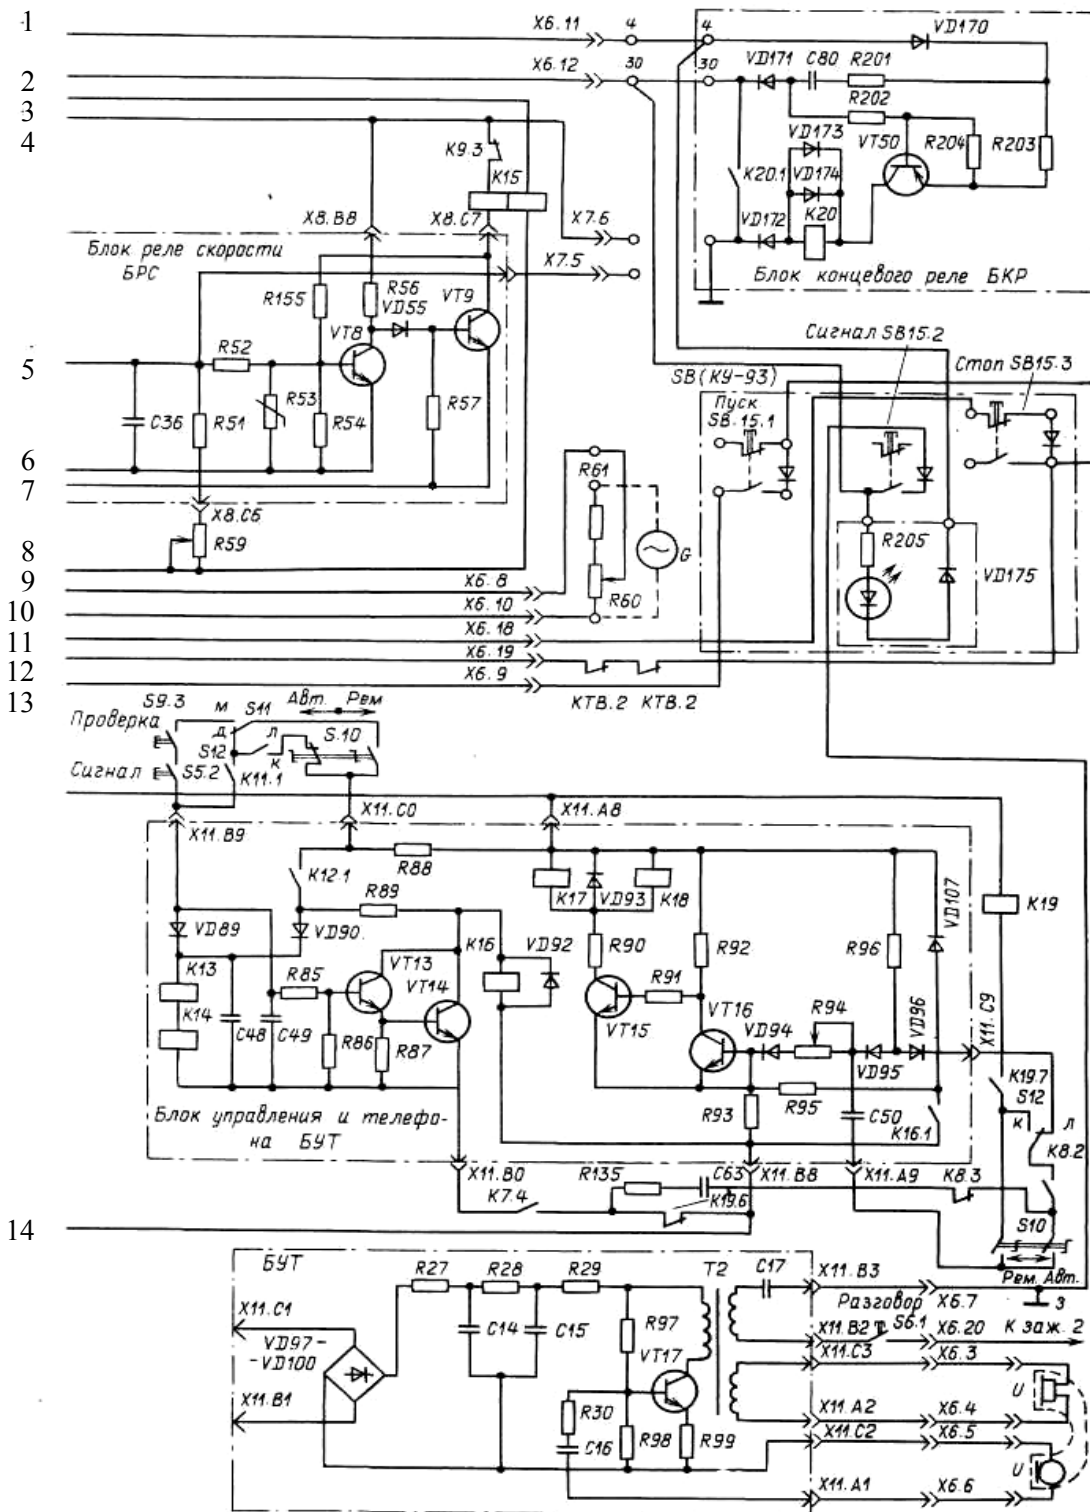 1
X6.11
4
4
VD170
2
X6.12
30
30
VD171
C80
R201
3
R202
4
K9.3
VD173
VT50
R204
R203
K15
K20.1
VD174
X8.B8
X8.C7
X7.6
VD172
K20
Блок реле скорости
БРС
X7.5
Блок концевого реле БКР
R155
R56
VD55
VT9
VT8
Сигнал SB15.2
5
R52
SB(КУ-93)
Стоп SB15.3
R53
Пуск
SB.15.1
C36
R51
R54
R57
6
R61
7
X8.C6
R59
R205
8
G
9
X6.8
VD175
R60
10
X6.10
11
X6.18
12
X6.19
13
X6.9
КТВ.2
КТВ.2
S9.3
М
S11
Авт.
Рем
Проверка
Д
Л
S.10
S12
К
Сигнал
S5.2
K11.1
X11.B9
X11.C0
X11.A8
R88
K12.1
R89
K17
VD93
K18
VD107
K19
VD89
VD90.
K16
VD92
R90
R92
R96
K13
R85
VT13
R91
VT14
VT16
R94
VD96
X11.C9
K14
C48
C49
VT15
VD94
R86
R87
VD95
K19.7
S12
R93
R95
C50
К
Л
Блок управления и телефо-
на БУТ
K16.1
K8.2
X11.B0
R135
C63
X11.B8
X11.A9
K8.3
K7.4
K19.6
14
S10
БУТ
R27
R28
R29
T2
C17
X11.B3
Рем.
Авт.
X11.C1
Разговор
X6.7
3
C14
C15
R97
X11.B2
S6.1
X6.20
К заж. 2
VD97-
-VD100
VT17
X11.C3
X6.3
U
X11.B1
R30
X11.A2
X6.4
C16
R98
R99
X11.C2
X6.5
U
X11.A1
X6.6